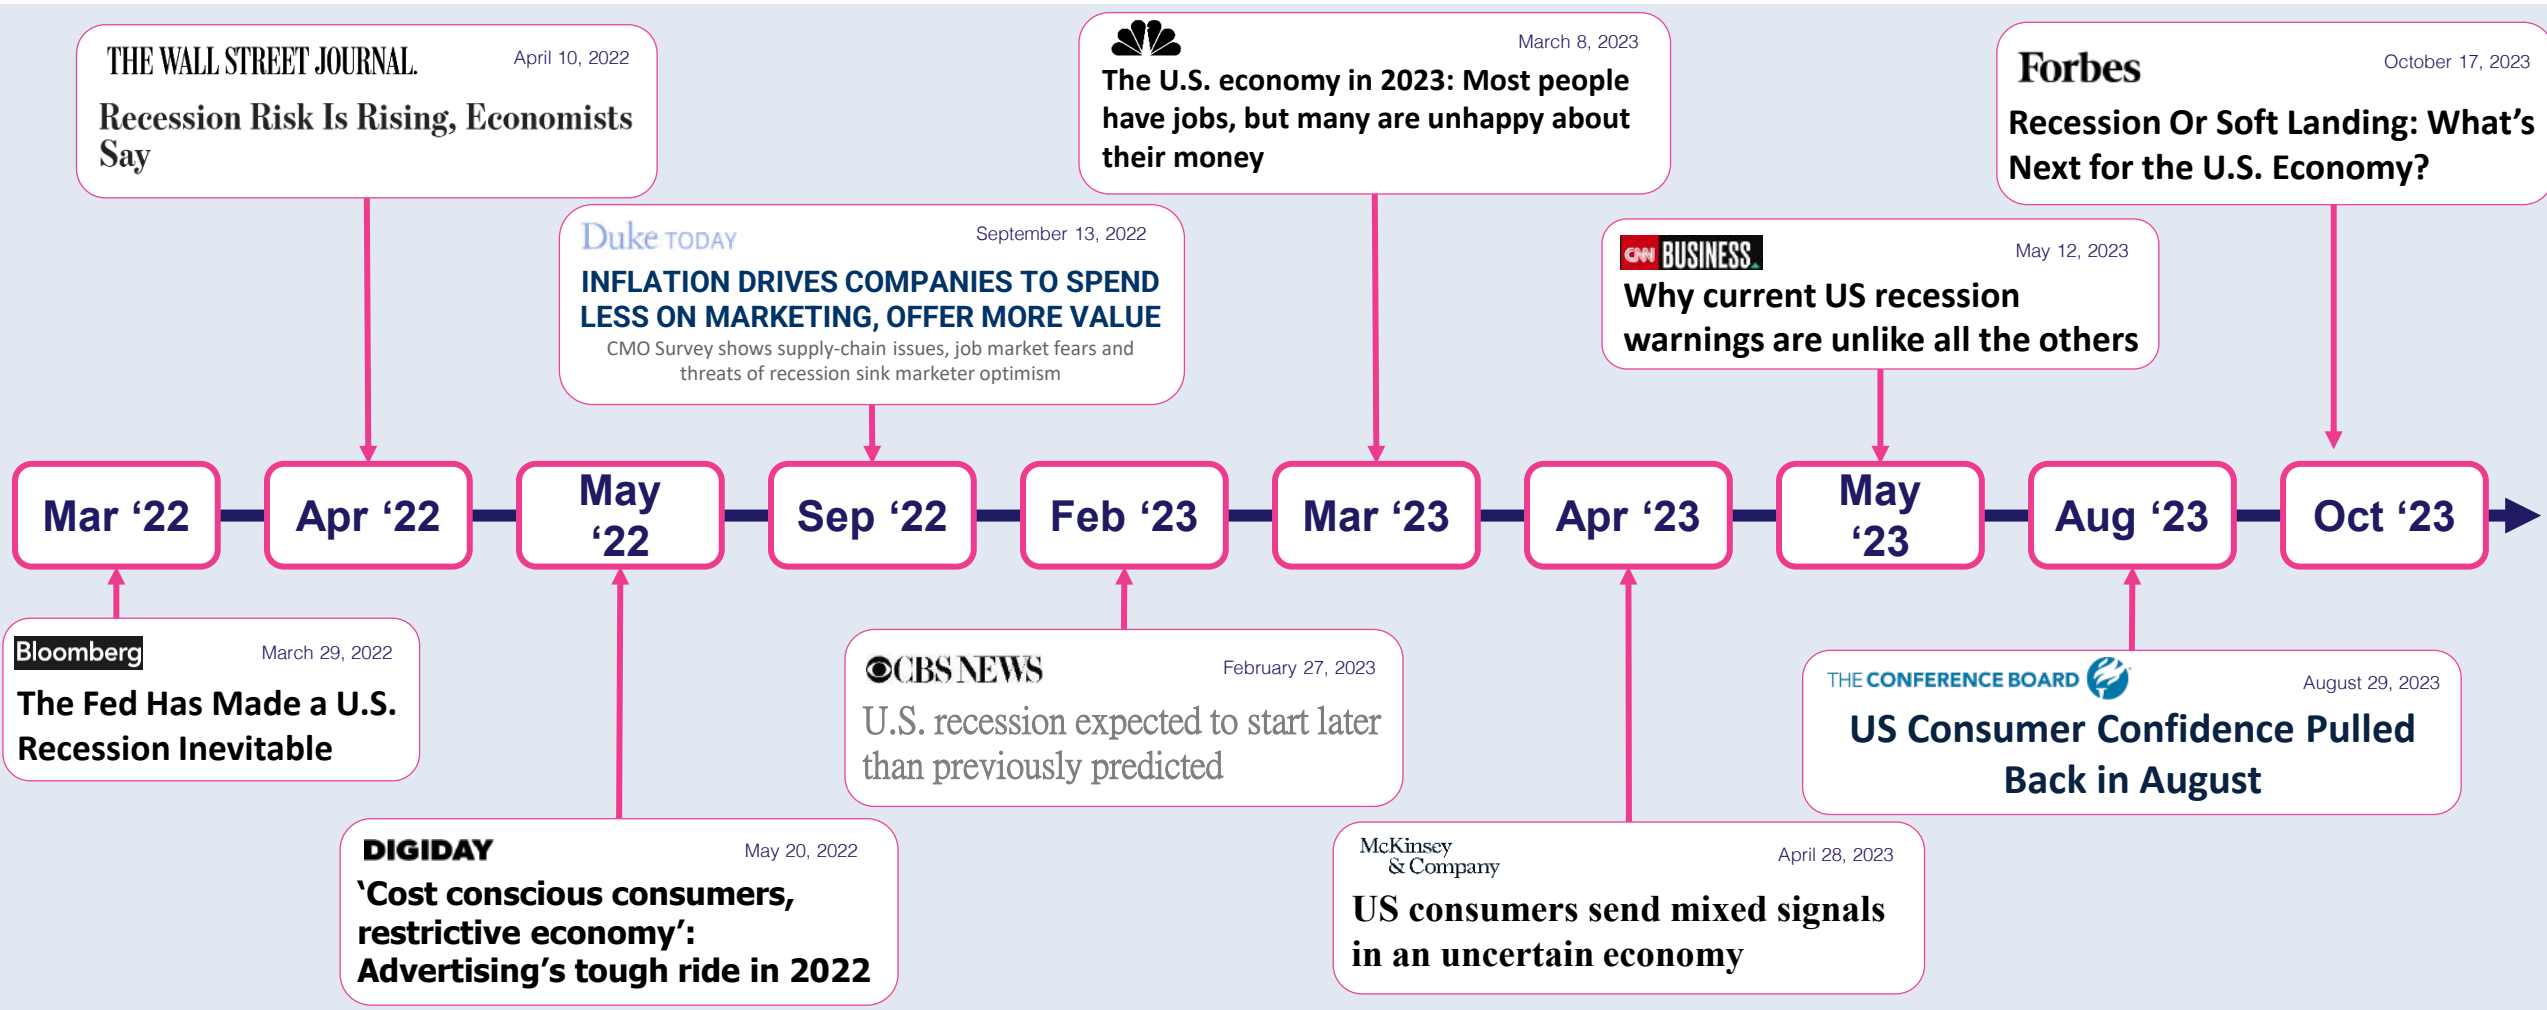 THE WALL STREET JOURNAL.
April 10, 2022
Recession Risk Is Rising, Economists
Say
Duke TODAY
September 13, 2022
INFLATION DRIVES COMPANIES TO SPEND
LESS ON MARKETING, OFFER MORE VALUE
CMO Survey shows supply-chain issues, job market fears and
threats of recession sink marketer optimism
March 8, 2023
The U.S. economy in 2023: Most people
have jobs, but many are unhappy about
their money
CNN BUSINESS
May 12, 2023
Why current US recession
warnings are unlike all the others
Forbes
October 17, 2023
Recession Or Soft Landing: What's
Next for the U.S. Economy?
Mar ‘22
Apr ‘22
May
‘22
Sep ‘22
Feb ‘23
Mar ‘23
Apr ‘23
May
‘23
Aug ‘23
Oct ‘23
Bloomberg
March 29, 2022
The Fed Has Made a U.S.
Recession Inevitable
DIGIDAY
May 20, 2022
‘Cost conscious consumers,
restrictive economy’:
Advertising’s tough ride in 2022
CBS NEWS
February 27, 2023
U.S. recession expected to start later
than previously predicted
McKinsey
& Company
April 28, 2023
US consumers send mixed signals
in an uncertain economy
THE CONFERENCE BOARD
August 29, 2023
US Consumer Confidence Pulled
Back in August